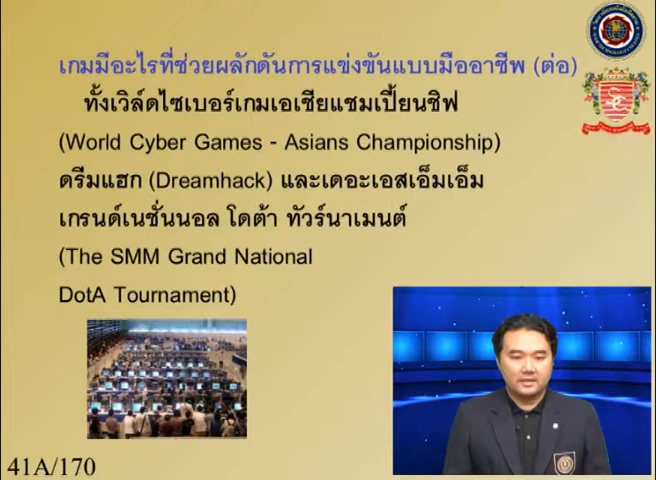 เกมมีอะไรที่ช่วยผลักดันการแข่งขันแบบมืออาชีพ (ต่อ)
ทั้งเวิล์ดไซเบอร์เกมเอเชียแชมเปี้ยนชิฟ
(World Cyber Games - Asians Championship)
ดรีมแฮก (Dreamhack) และเดอะเอสเอ็มเอ็ม
เกรนด์เนชั่นนอล โดต้า ทัวร์นาเมนต์
(The SMM Grand National
DotA Tournament)
41A/170